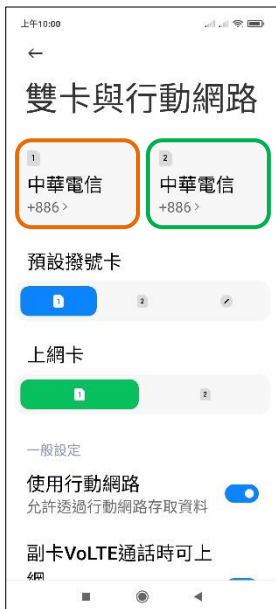 上午10:00
雙卡與行動網路
1
中華電信
+886 >
2
中華電信
+886 >
預設撥號卡
1
2
上網卡
1
2
一般設定
使用行動網路
允許透過行動網路存取資料
副卡VoLTE通話時可上
網